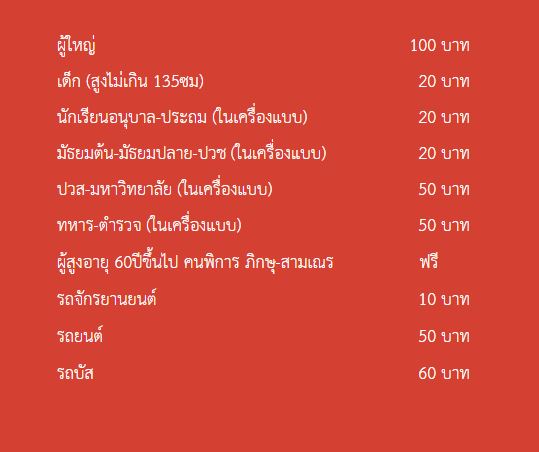 ผู้ใหญ่ 100 บาท
เด็ก (สูงไม่เกิน 135ซม) 20 บาท
นักเรียนอนุบาล-ประถม (ในเครื่องแบบ) 20 บาท
มัธยมต้น-มัธยมปลาย-ปวช (ในเครื่องแบบ) 20 บาท
ปวส-มหาวิทยาลัย (ในเครื่องแบบ) 50 บาท
ทหาร-ตำรวจ (ในเครื่องแบบ) 50 บาท
ผู้สูงอายุ 60ปีขึ้นไป คนพิการ ภิกษุ-สามเณร ฟรี
รถจักรยานยนต์ 10 บาท
รถยนต์ 50 บาท
รถบัส 60 บาท